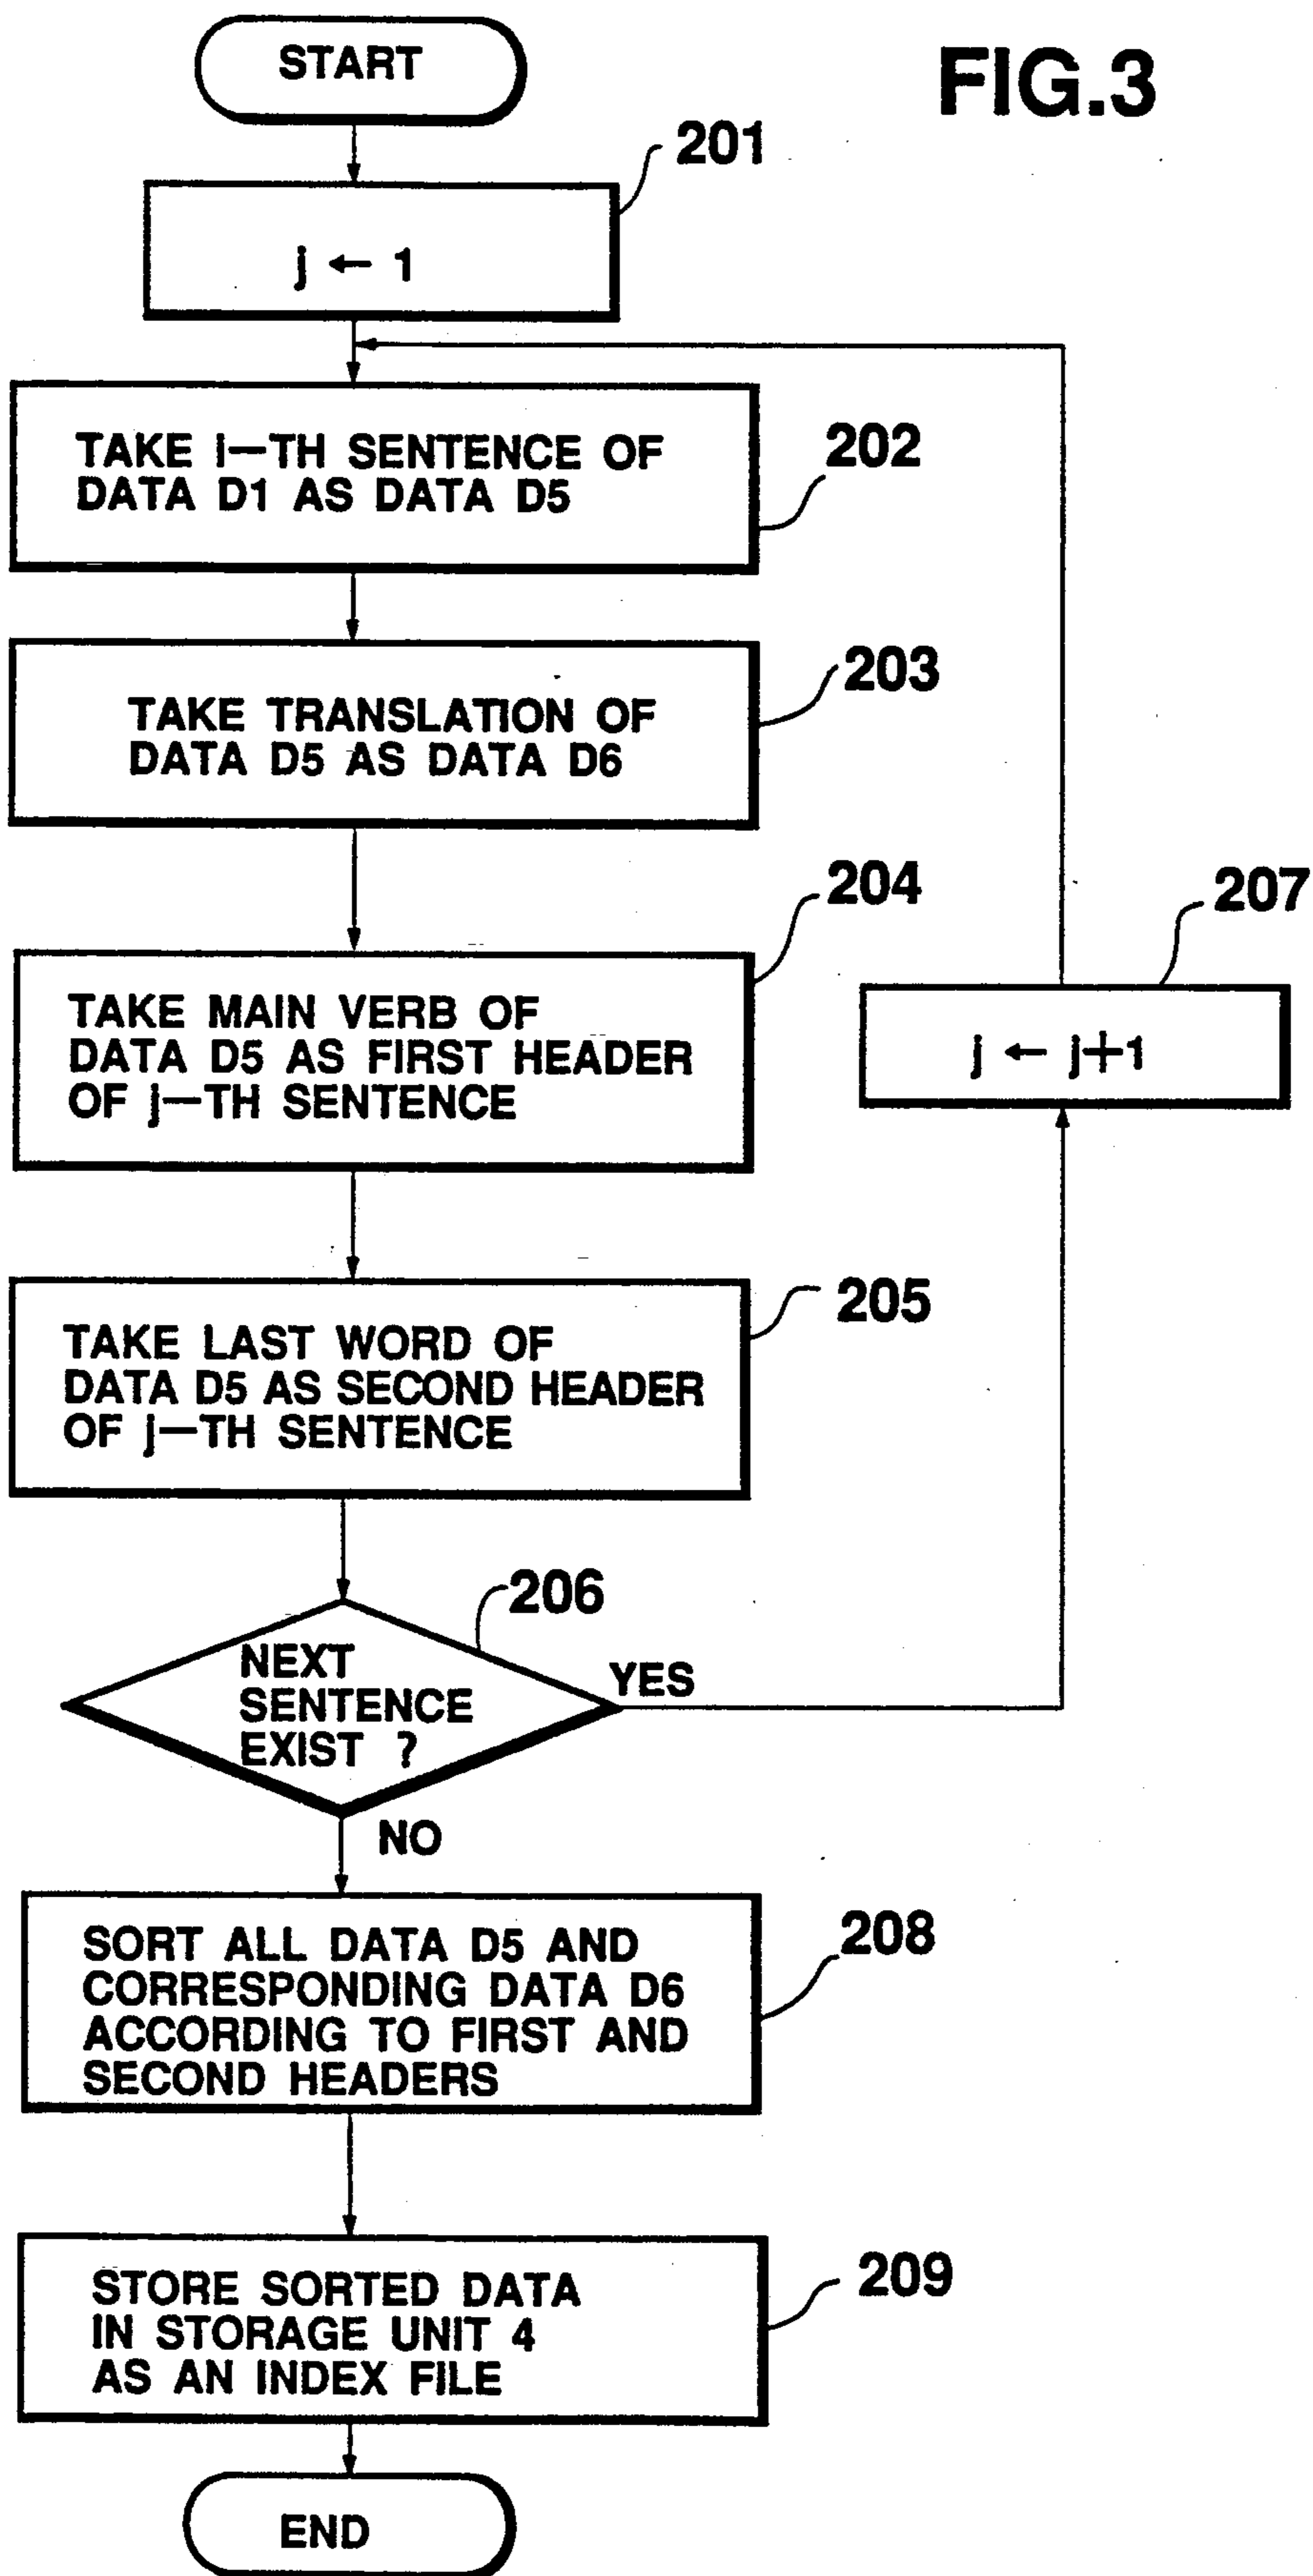 FIG.3
START
201
j ← 1
TAKE i—TH SENTENCE OF
DATA D1 AS DATA D5
202
TAKE TRANSLATION OF
DATA D5 AS DATA D6
203
TAKE MAIN VERB OF
DATA D5 AS FIRST HEADER
OF j—TH SENTENCE
204
207
j ← j+1
TAKE LAST WORD OF
DATA D5 AS SECOND HEADER
OF j—TH SENTENCE
205
206
NEXT
SENTENCE
EXIST ?
YES
NO
SORT ALL DATA D5 AND
CORRESPONDING DATA D6
ACCORDING TO FIRST AND
SECOND HEADERS
208
STORE SORTED DATA
IN STORAGE UNIT 4
AS AN INDEX FILE
209
END